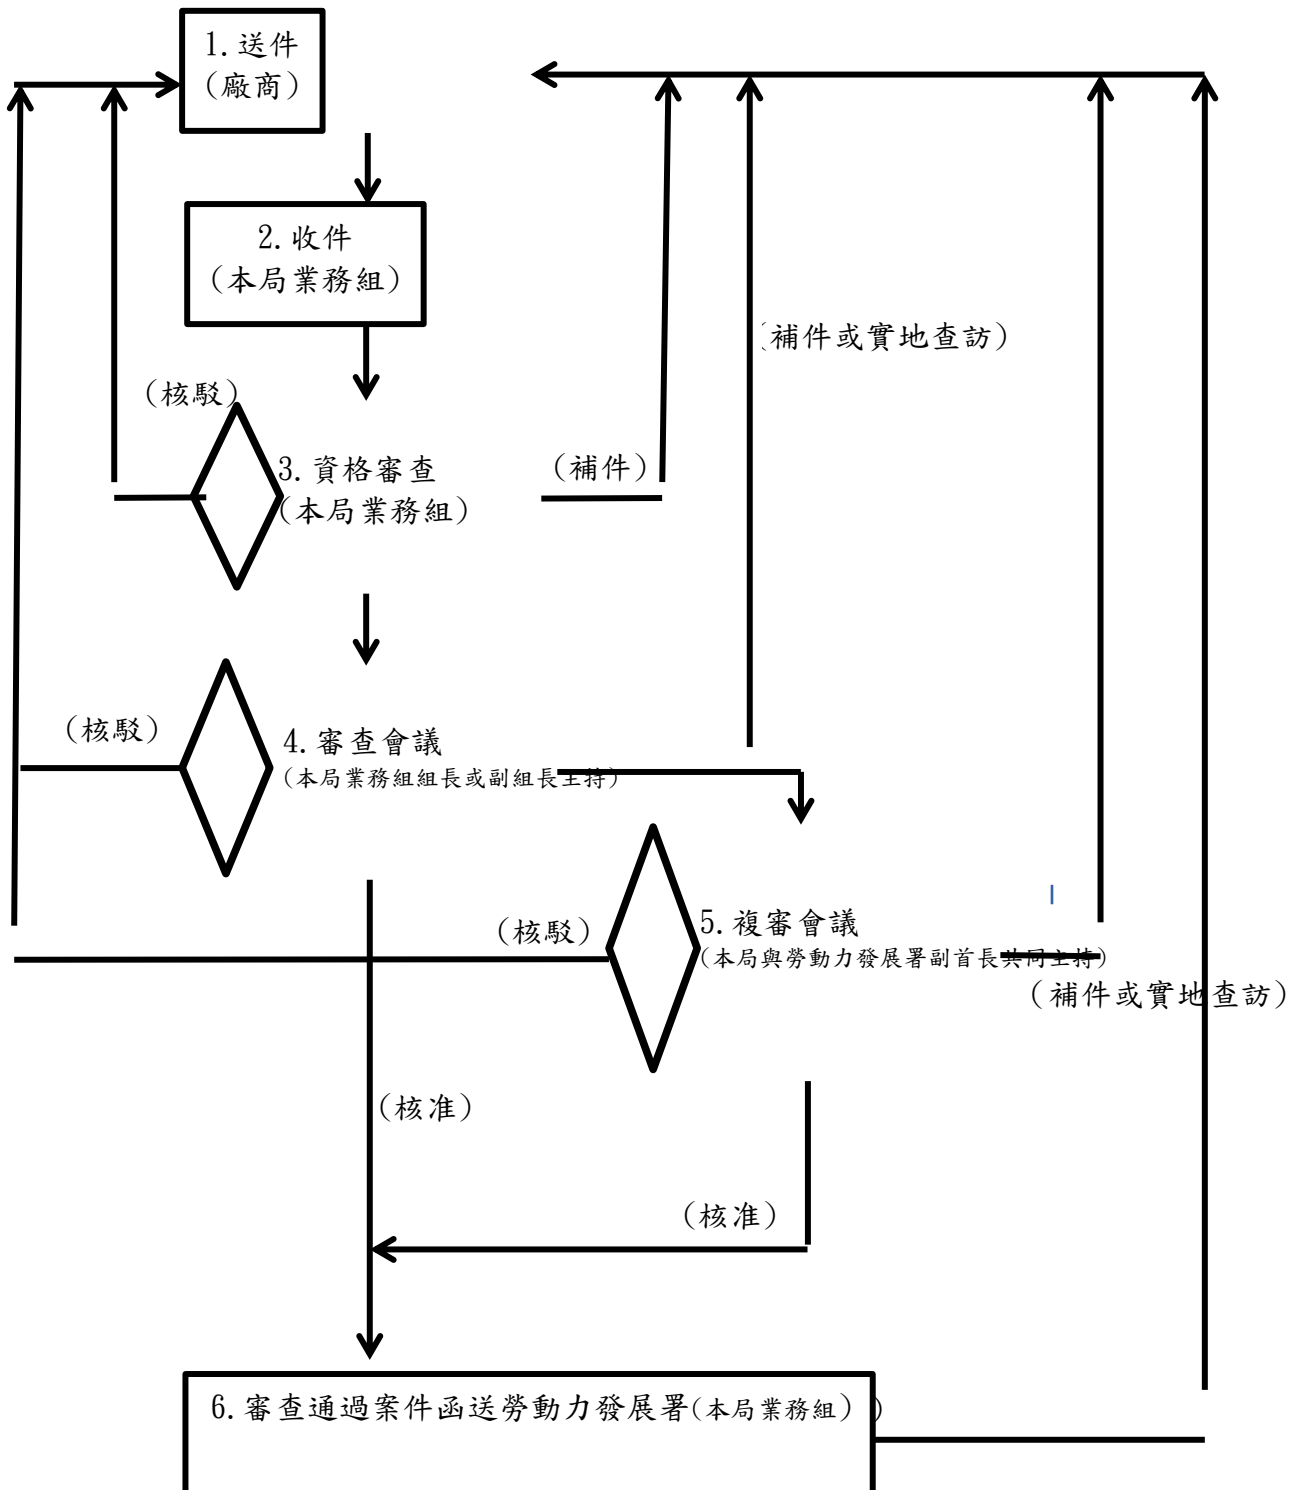 1.送件
(廠商)
2.收件
(本局業務組)
(補件或實地查訪)
(核駁)
3.資格審查
(本局業務組)
(補件)
(核駁)
4.審查會議
(本局業務組組長或副組長主持)
(核駁)
5.複審會議
(本局與勞動力發展署副首長共同主持)
(補件或實地查訪)
(核准)
(核准)
6.審查通過案件函送勞動力發展署(本局業務組) )